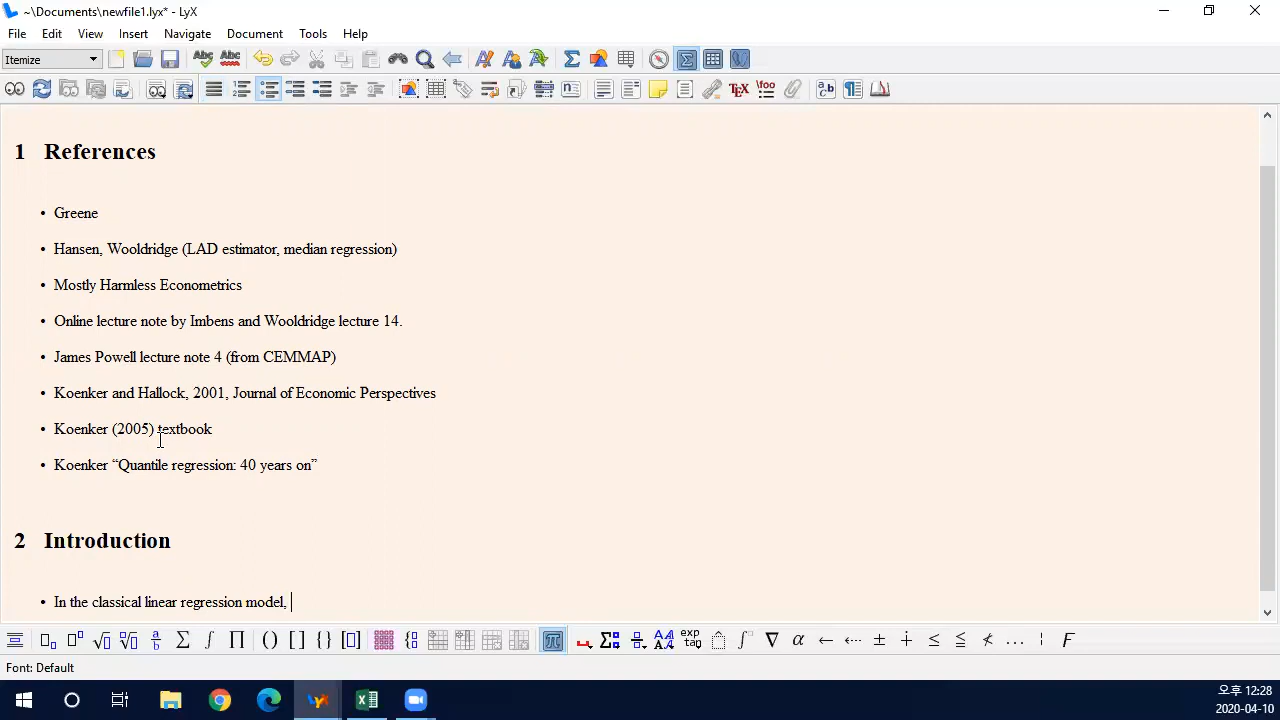 ~\Documents\newfile1.lyx* - LyX
File Edit View Insert Navigate Document Tools Help
Itemize
1 References
• Greene
• Hansen, Wooldridge (LAD estimator, median regression)
• Mostly Harmless Econometrics
• Online lecture note by Imbens and Wooldridge lecture 14.
• James Powell lecture note 4 (from CEMMAP)
• Koenker and Hallock, 2001, Journal of Economic Perspectives
• Koenker (2005) textbook
• Koenker “Quantile regression: 40 years on”
2 Introduction
• In the classical linear regression model,
Font: Default
오후 12:28
2020-04-10